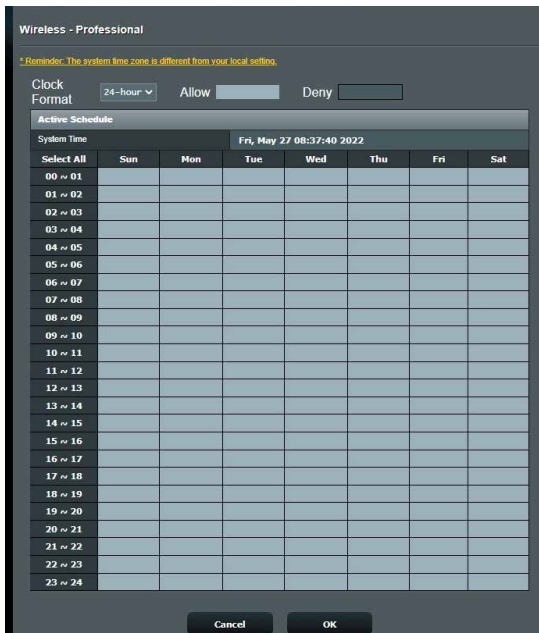 Wireless - Professional
* Reminder: The system time zone is different from your local setting.
Clock Format 24-hour Allow Deny
Active Schedule
System Time Fri, May 27 08:37:40 2022
Select All Sun Mon Tue Wed Thu Fri Sat
00 ~ 01
01 ~ 02
02 ~ 03
03 ~ 04
04 ~ 05
05 ~ 06
06 ~ 07
07 ~ 08
08 ~ 09
09 ~ 10
10 ~ 11
11 ~ 12
12 ~ 13
13 ~ 14
14 ~ 15
15 ~ 16
16 ~ 17
17 ~ 18
18 ~ 19
19 ~ 20
20 ~ 21
21 ~ 22
22 ~ 23
23 ~ 24
Cancel OK